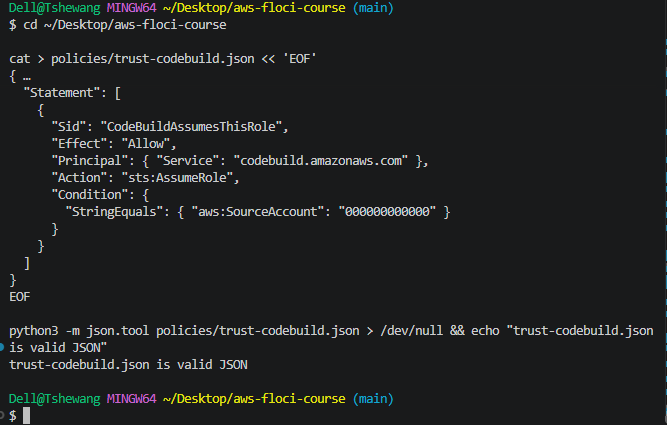 Dell@Tshewang MINGW64 ~/Desktop/aws-floci-course (main)
$ cd ~/Desktop/aws-floci-course
cat > policies/trust-codebuild.json << 'EOF'
{ …
  "Statement": [
    {
      "Sid": "CodeBuildAssumesThisRole",
      "Effect": "Allow",
      "Principal": { "Service": "codebuild.amazonaws.com" },
      "Action": "sts:AssumeRole",
      "Condition": {
        "StringEquals": { "aws:SourceAccount": "000000000000" }
      }
    }
  ]
}
EOF
python3 -m json.tool policies/trust-codebuild.json > /dev/null && echo "trust-codebuild.json
is valid JSON"
trust-codebuild.json is valid JSON
Dell@Tshewang MINGW64 ~/Desktop/aws-floci-course (main)
$